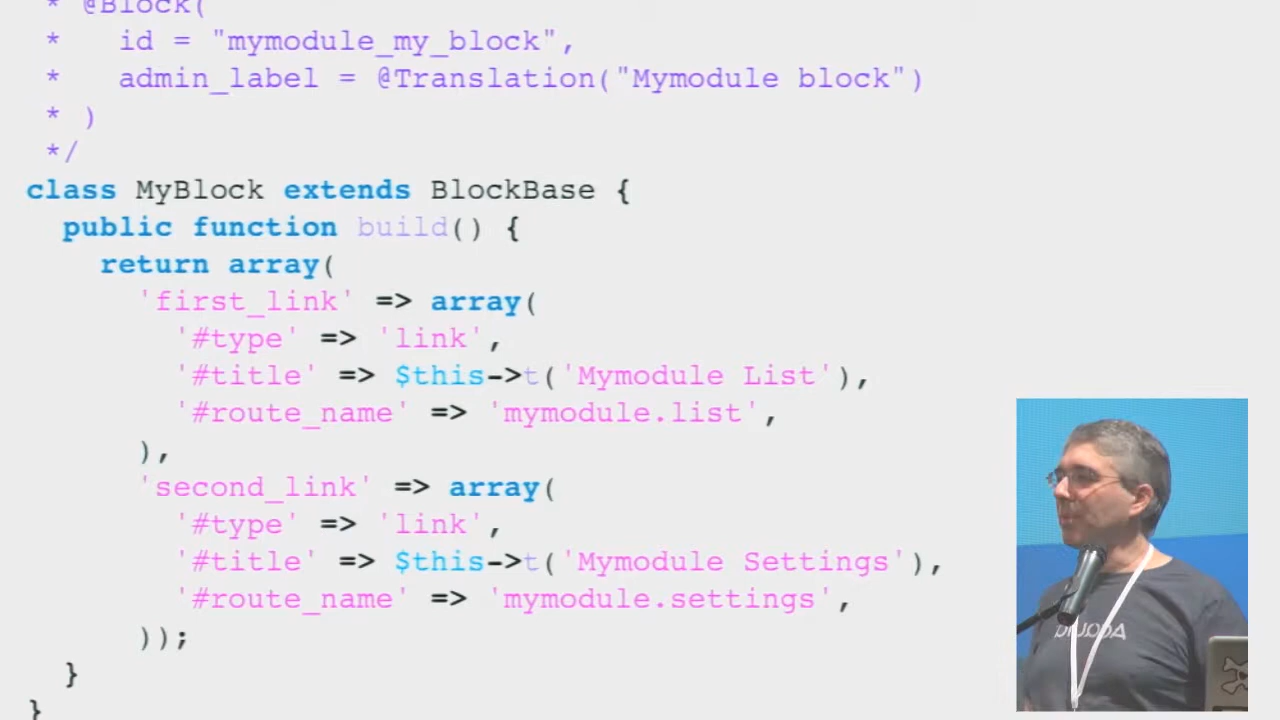 * @Block(
*   id = "mymodule_my_block",
*   admin_label = @Translation("Mymodule block")
* )
*/
class MyBlock extends BlockBase {
  public function build() {
    return array(
      'first_link' => array(
        '#type' => 'link',
        '#title' => $this->t('Mymodule List'),
        '#route_name' => 'mymodule.list',
      ),
      'second_link' => array(
        '#type' => 'link',
        '#title' => $this->t('Mymodule Settings'),
        '#route_name' => 'mymodule.settings',
      ));
  }
}